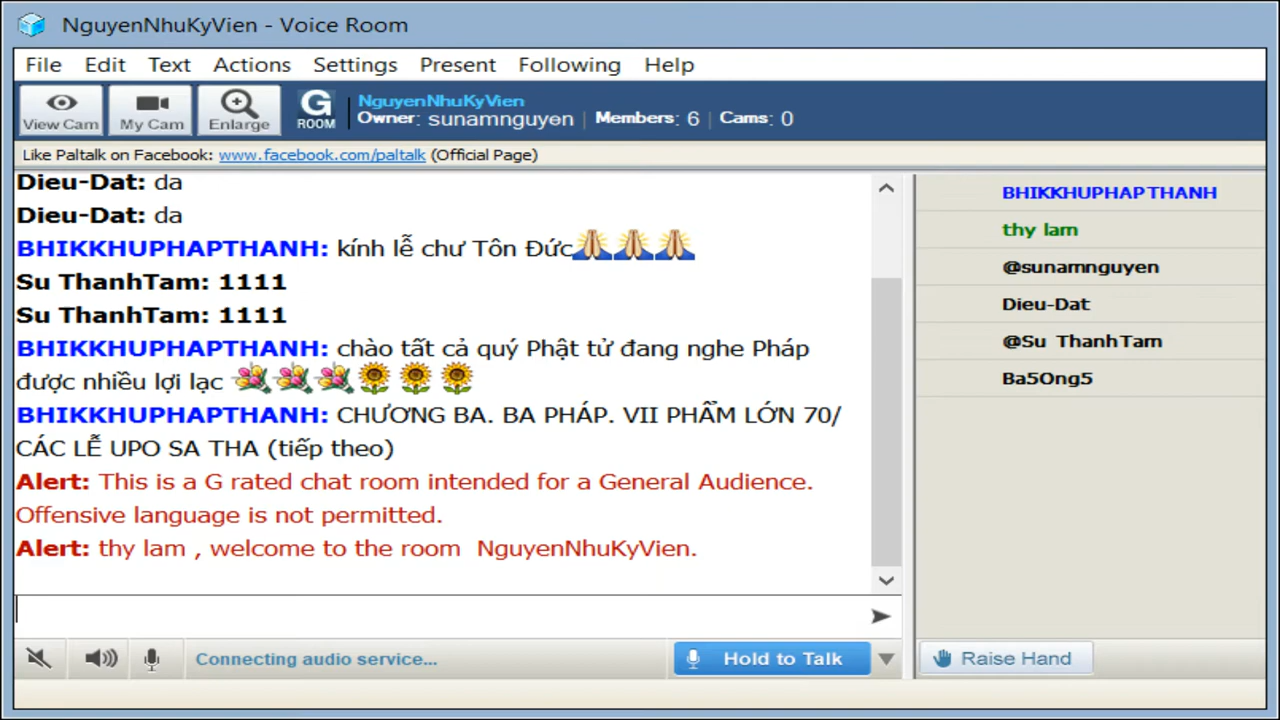 NguyenNhuKyVien - Voice Room
File Edit Text Actions Settings Present Following Help
View Cam My Cam Enlarge G ROOM
NguyenNhuKyVien
Owner: sunamnguyen | Members: 6 | Cams: 0
Like Paltalk on Facebook: www.facebook.com/paltalk (Official Page)
Dieu-Dat: da
Dieu-Dat: da
BHIKKHUPHAPTHANH: kính lễ chư Tôn Đức
Su ThanhTam: 1111
Su ThanhTam: 1111
BHIKKHUPHAPTHANH: chào tất cả quý Phật tử đang nghe Pháp
được nhiều lợi lạc
BHIKKHUPHAPTHANH: CHƯƠNG BA. BA PHÁP. VII PHẨM LỚN 70/
CÁC LỄ UPO SA THA (tiếp theo)
Alert: This is a G rated chat room intended for a General Audience.
Offensive language is not permitted.
Alert: thy lam , welcome to the room NguyenNhuKyVien.
BHIKKHUPHAPTHANH
thy lam
@sunamnguyen
Dieu-Dat
@Su ThanhTam
Ba5Ong5
Connecting audio service...
Hold to Talk
Raise Hand